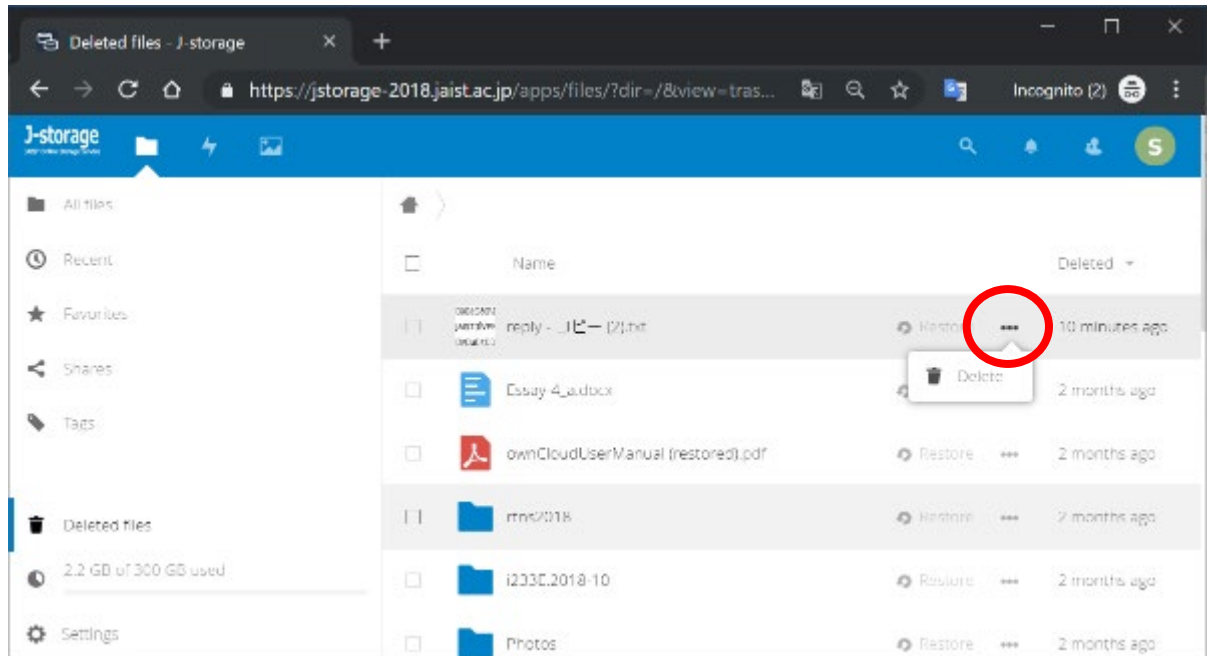 Deleted files - J-storage
https://jstorage-2018.jaist.ac.jp/apps/files/?dir=/&view=tras...
Incognito (2)
J-storage
S
All files
Recent
Favorites
Shares
Tags
Deleted files
2.2 GB of 300 GB used
Settings
Name Deleted
reply - コピー (2).txt Restore ••• 10 minutes ago
Delete
Essay-4_a.docx 2 months ago
ownCloudUserManual (restored).pdf Restore ••• 2 months ago
rtns2018 Restore ••• 2 months ago
i233E.2018-10 Restore ••• 2 months ago
Photos Restore ••• 2 months ago